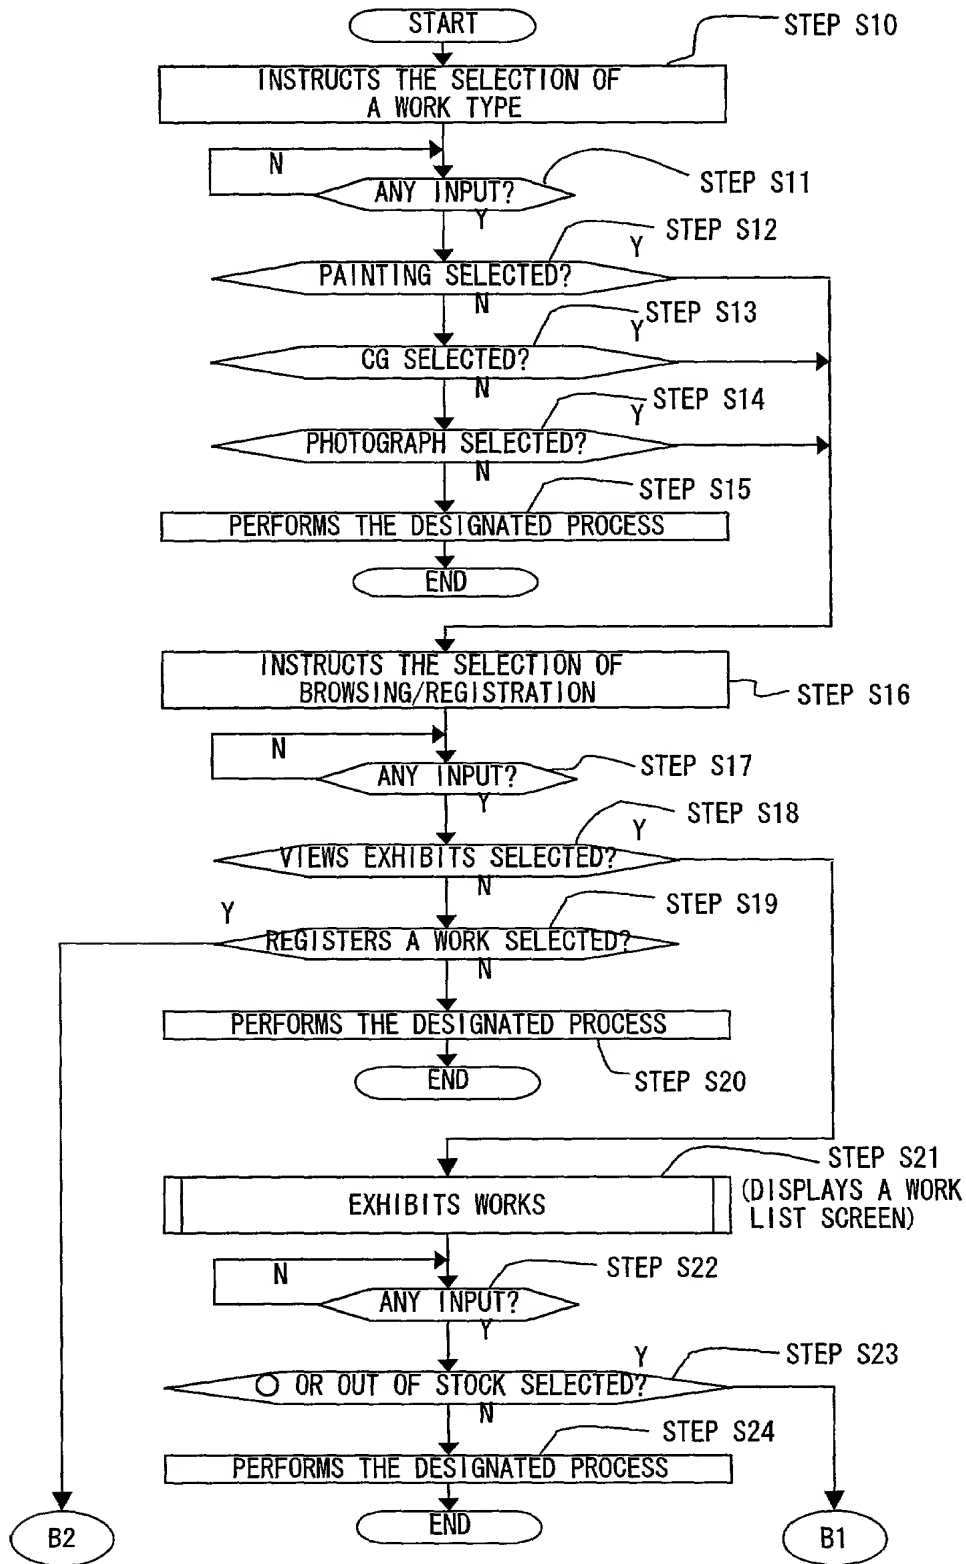 START
STEP S10
INSTRUCTS THE SELECTION OF
A WORK TYPE
N
ANY INPUT?
STEP S11
Y
STEP S12
Y
PAINTING SELECTED?
N
STEP S13
Y
CG SELECTED?
N
STEP S14
Y
PHOTOGRAPH SELECTED?
N
STEP S15
PERFORMS THE DESIGNATED PROCESS
END
INSTRUCTS THE SELECTION OF
BROWSING/REGISTRATION
STEP S16
N
ANY INPUT?
STEP S17
Y
STEP S18
Y
VIEWS EXHIBITS SELECTED?
N
STEP S19
Y
REGISTERS A WORK SELECTED?
N
PERFORMS THE DESIGNATED PROCESS
END
STEP S20
STEP S21
(DISPLAYS A WORK
LIST SCREEN)
EXHIBITS WORKS
N
STEP S22
ANY INPUT?
Y
Y
STEP S23
○ OR OUT OF STOCK SELECTED?
N
STEP S24
PERFORMS THE DESIGNATED PROCESS
END
B2
B1